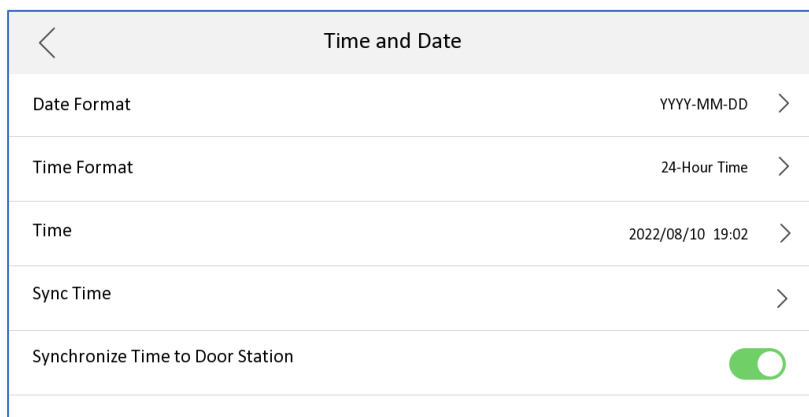 Time and Date
Date Format YYYY-MM-DD
Time Format 24-Hour Time
Time 2022/08/10 19:02
Sync Time
Synchronize Time to Door Station